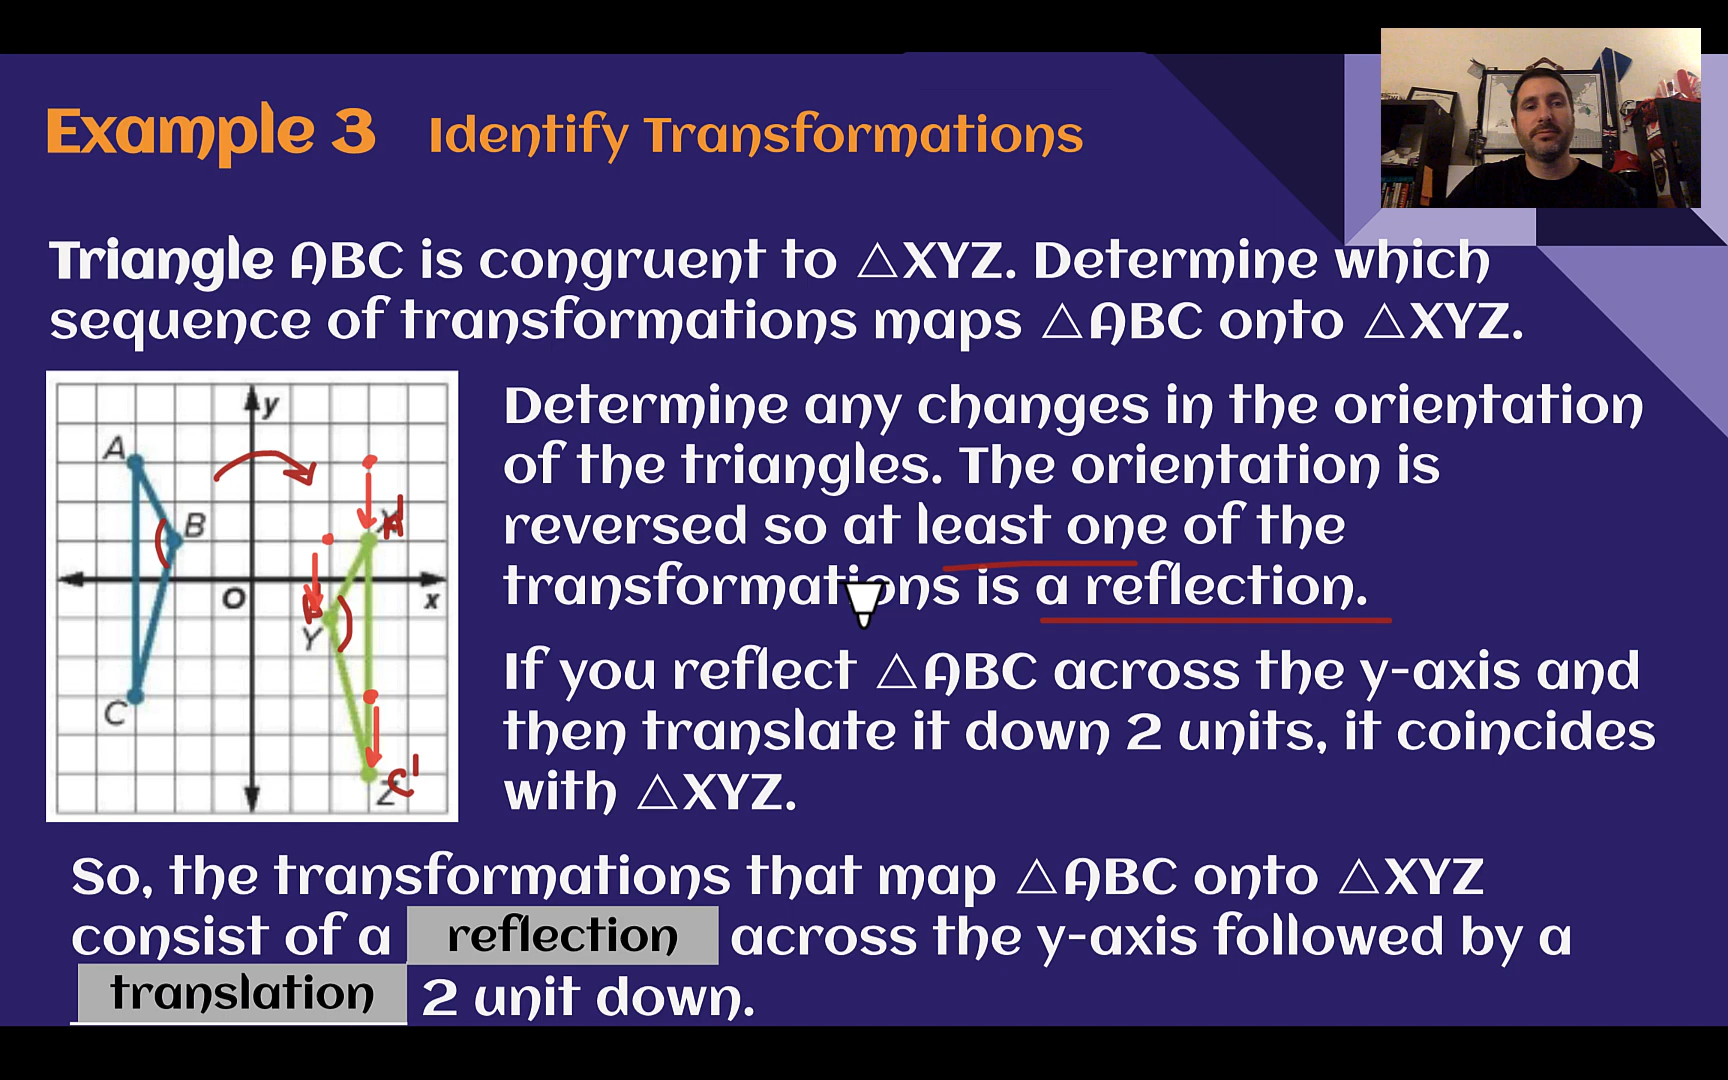 Example 3 Identify Transformations
Triangle ABC is congruent to △XYZ. Determine which
sequence of transformations maps △ABC onto △XYZ.
Determine any changes in the orientation
of the triangles. The orientation is
reversed so at least one of the
transformations is a reflection.
If you reflect △ABC across the y-axis and
then translate it down 2 units, it coincides
with △XYZ.
y
A
B
X A'
O
x
Y
C
Z C'
So, the transformations that map △ABC onto △XYZ
consist of a reflection across the y-axis followed by a
translation 2 unit down.